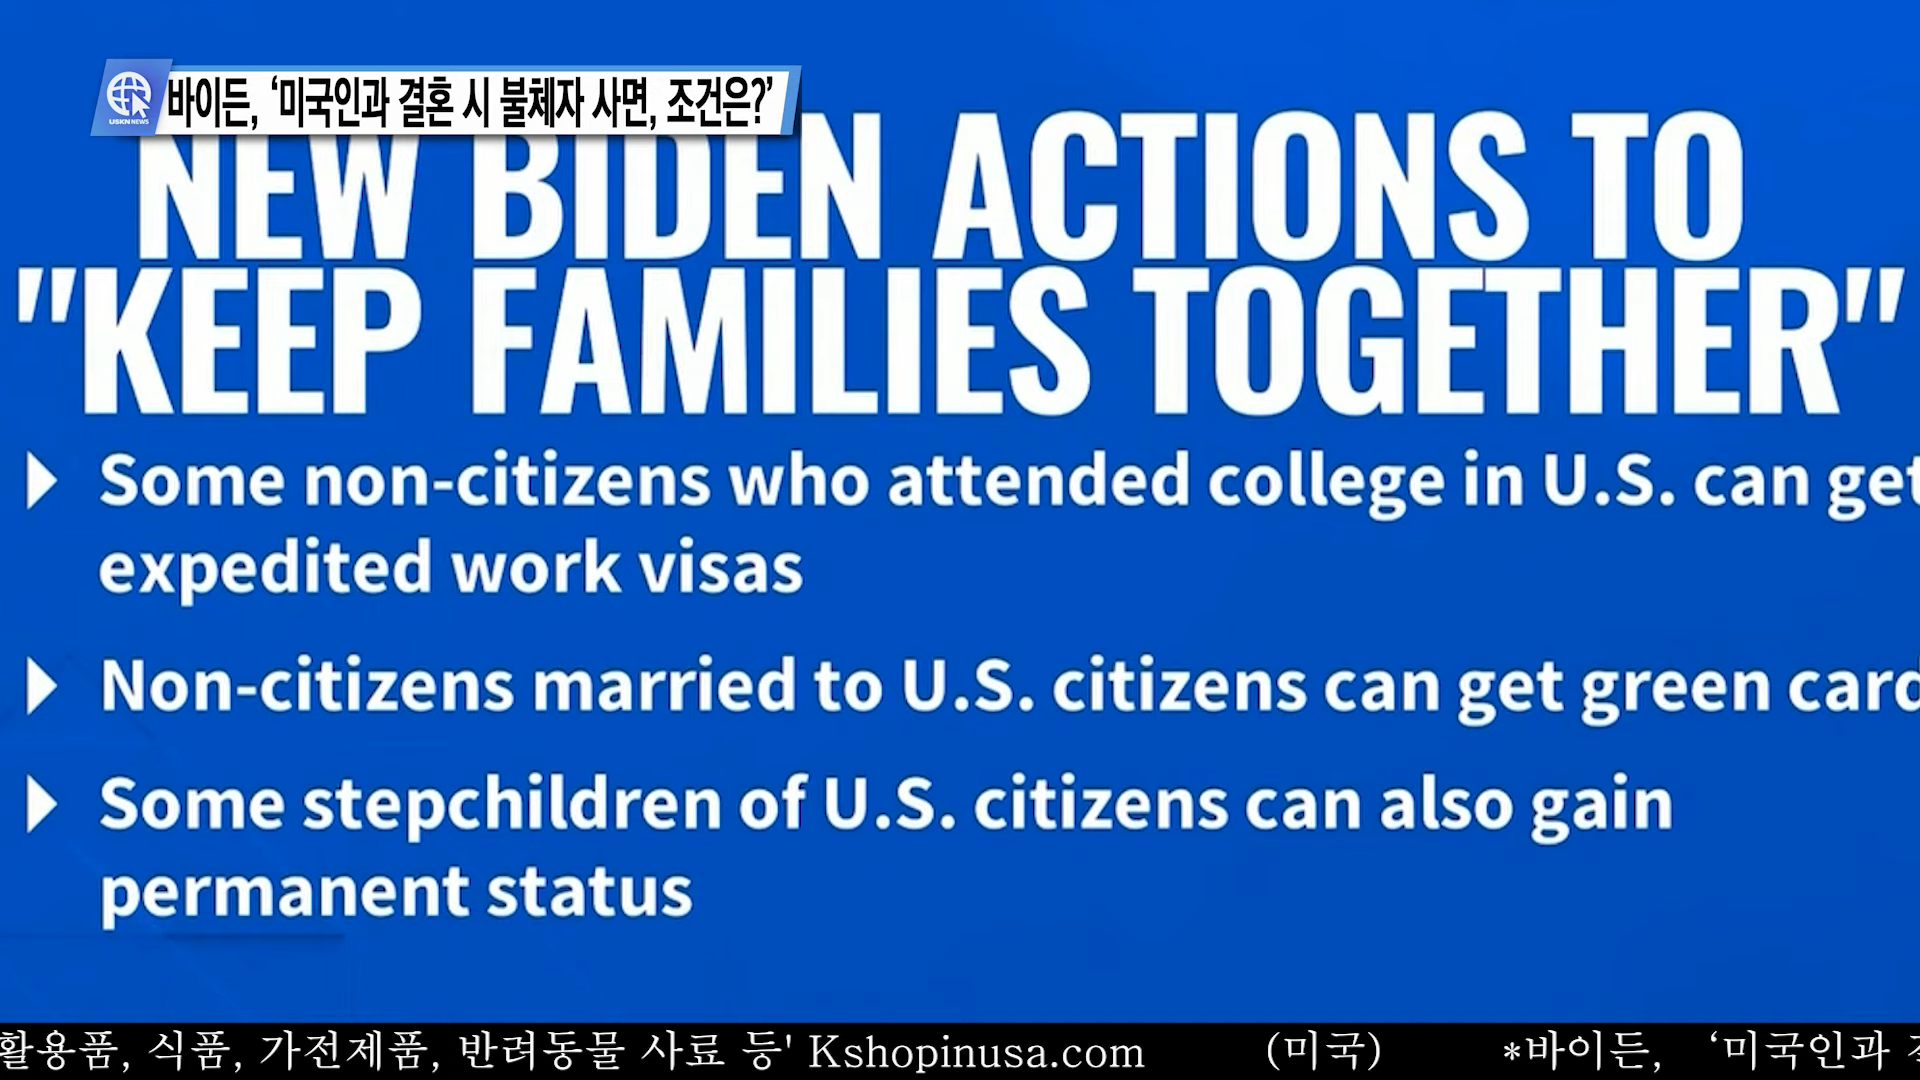 바이든, ‘미국인과 결혼 시 불체자 사면, 조건은?’
USKN NEWS
NEW BIDEN ACTIONS TO
"KEEP FAMILIES TOGETHER"
Some non-citizens who attended college in U.S. can get
expedited work visas
Non-citizens married to U.S. citizens can get green card
Some stepchildren of U.S. citizens can also gain
permanent status
활용품, 식품, 가전제품, 반려동물 사료 등' Kshopinusa.com (미국) *바이든, ‘미국인과